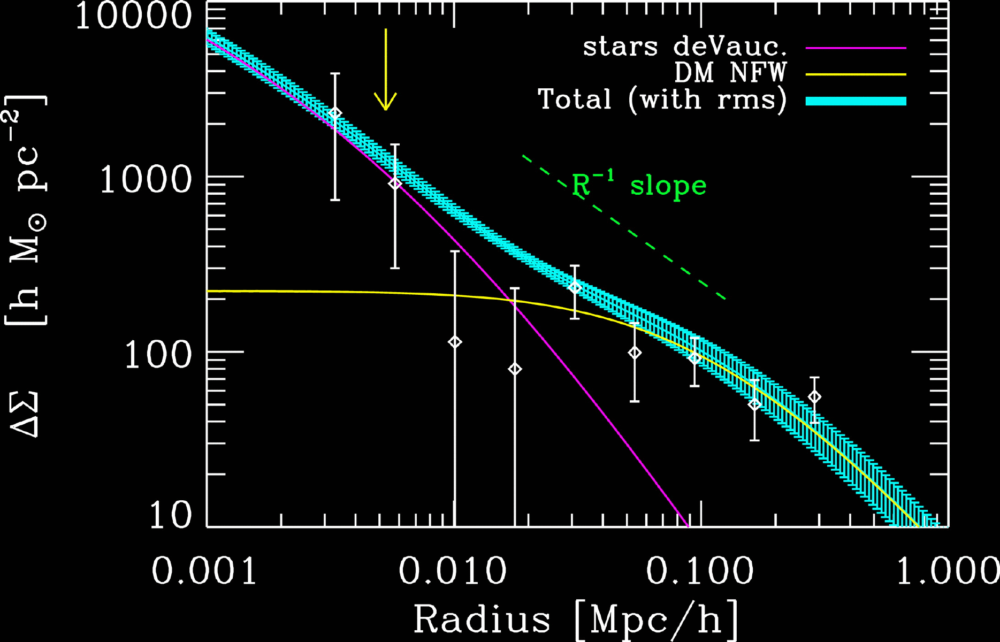 10000
1000
100
10
ΔΣ [h M⊙ pc⁻²]
stars deVauc.
DM NFW
Total (with rms)
R⁻¹ slope
0.001 0.010 0.100 1.000
Radius [Mpc/h]